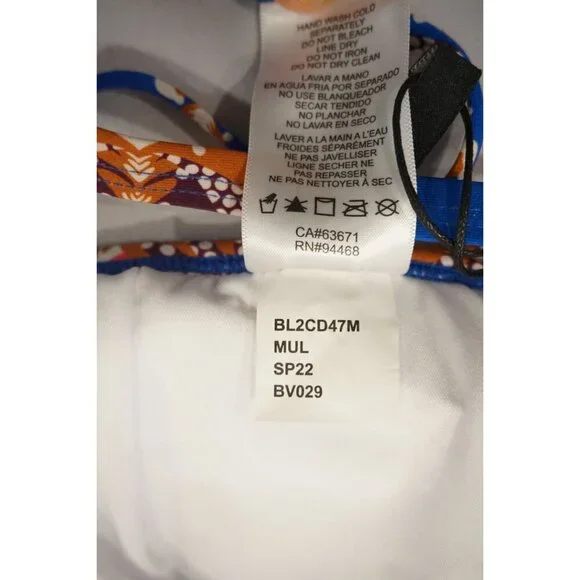 HAND WASH COLD
SEPARATELY
DO NOT BLEACH
LINE DRY
DO NOT IRON
DO NOT DRY CLEAN
LAVAR A MANO
EN AGUA FRIA POR SEPARADO
NO USE BLANQUEADOR
SECAR TENDIDO
NO PLANCHAR
NO LAVAR EN SECO
LAVER A LA MAIN A L'EAU
FROIDES SÉPARÉMENT
NE PAS JAVELLISER
LIGNE SECHER NE
PAS REPASSER
NE PAS NETTOYER À SEC
CA#63671
RN#94468
BL2CD47M
MUL
SP22
BV029